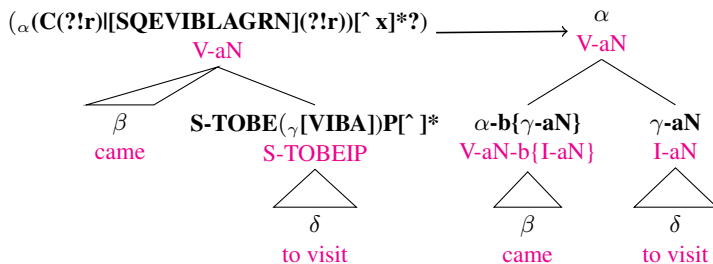 (α(C(?!r)|[SQEVIBLAGRN](?!r))[^ x]*?) α
V-aN V-aN
β S-TOBE(γ[VIBA])P[^ ]* α-b{γ-aN} γ-aN
came S-TOBEIP V-aN-b{I-aN} I-aN
δ β δ
to visit came to visit